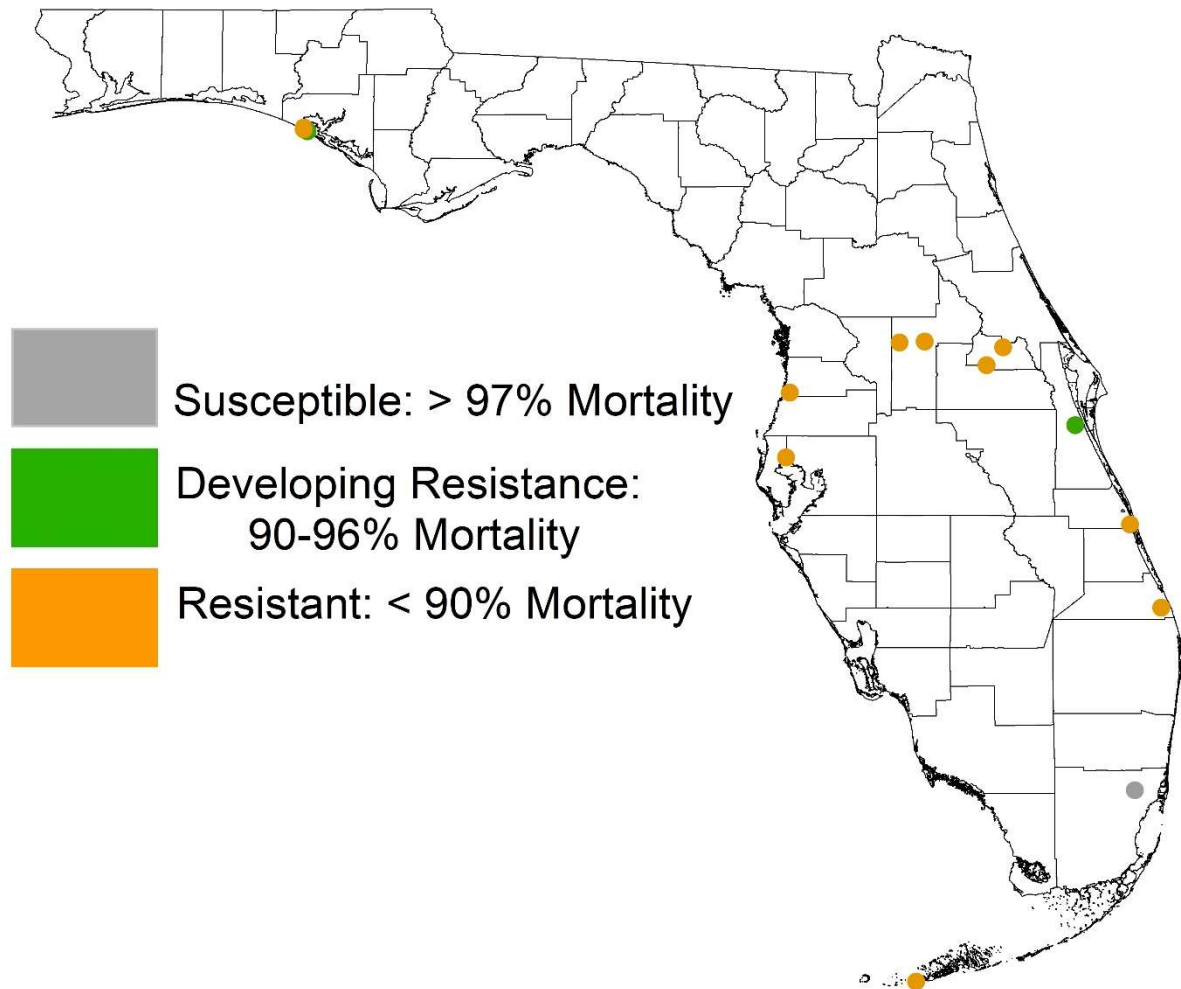 Susceptible: > 97% Mortality
Developing Resistance:
90-96% Mortality
Resistant: < 90% Mortality